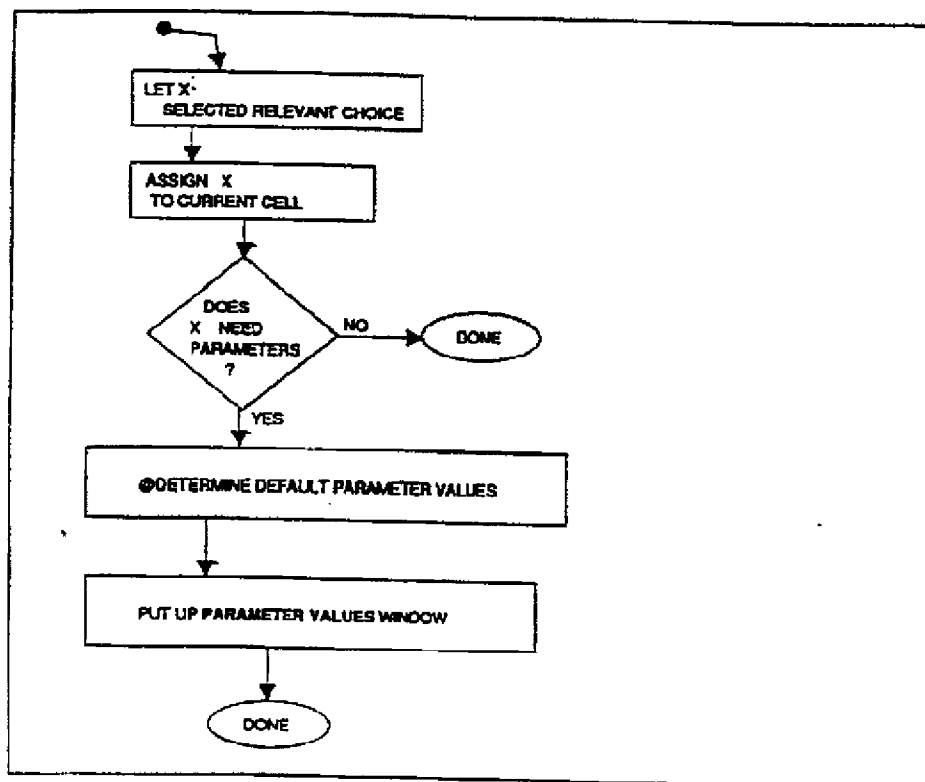 LET X-
SELECTED RELEVANT CHOICE
ASSIGN X
TO CURRENT CELL
DOES
X NEED
PARAMETERS
?
NO
DONE
YES
@DETERMINE DEFAULT PARAMETER VALUES
PUT UP PARAMETER VALUES WINDOW
DONE